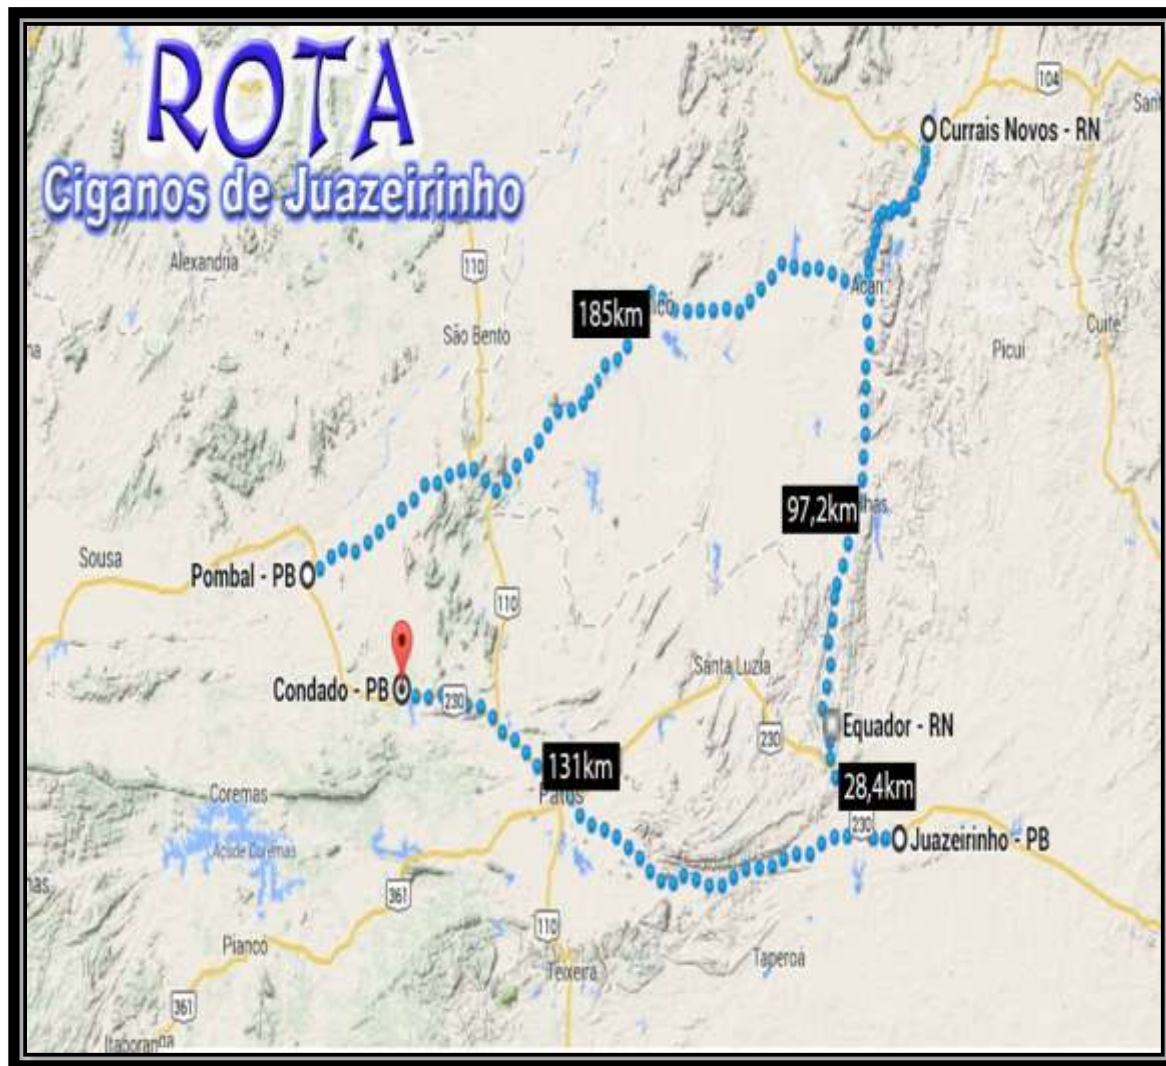 ROTA
Ciganos de Juazeirinho
104
Currais Novos - RN
Alexandria
110
185km
São Bento
Cuité
Picuí
97,2km
Sousa
Pombal - PB
110
Santa Luzia
Condado - PB
230
Equador - RN
230
131km
28,4km
Patos
Coremas
230
Juazeirinho - PB
361
110
Piancó
Taperoá
Teixeira
361